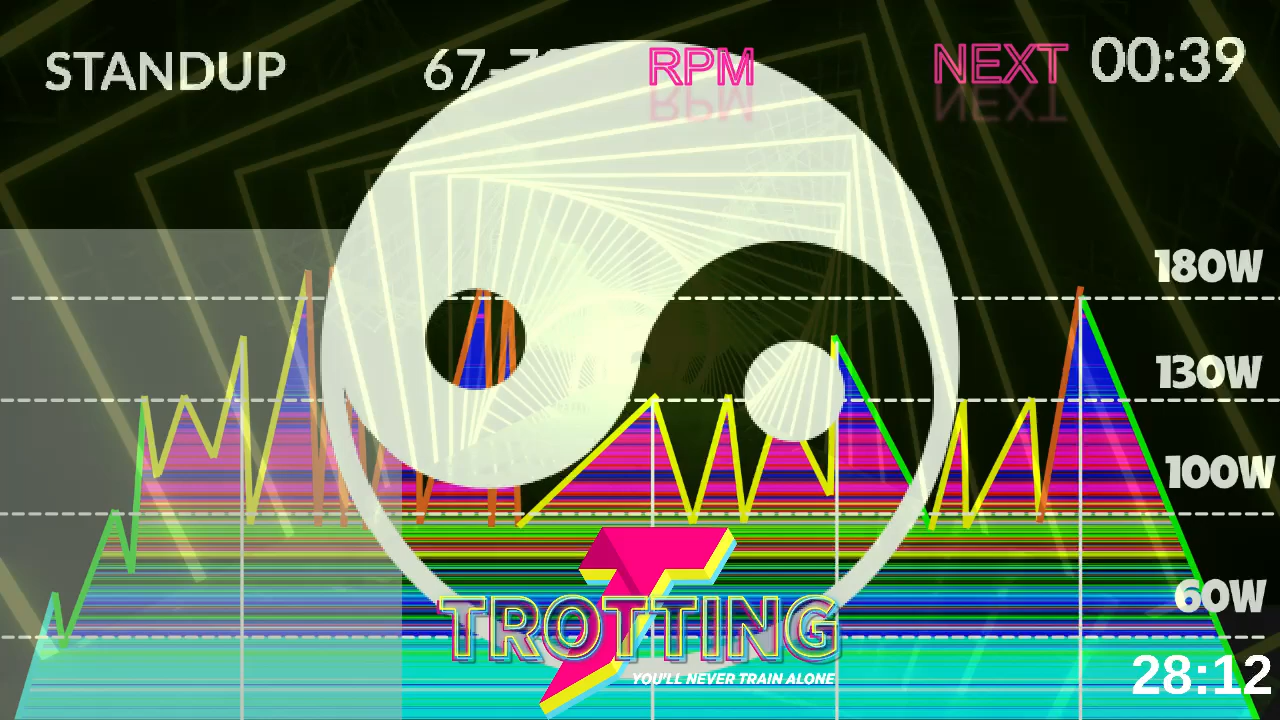 STANDUP
RPM
NEXT 00:39
180W
130W
100W
60W
TROTTING
YOU'LL NEVER TRAIN ALONE
28:12